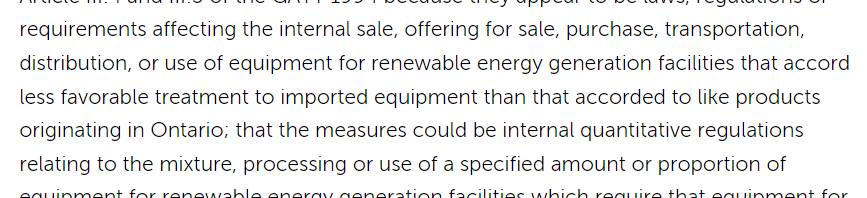 requirements affecting the internal sale, offering for sale, purchase, transportation,
distribution, or use of equipment for renewable energy generation facilities that accord
less favorable treatment to imported equipment than that accorded to like products
originating in Ontario; that the measures could be internal quantitative regulations
relating to the mixture, processing or use of a specified amount or proportion of
equipment for renewable energy generation facilities which require that equipment for